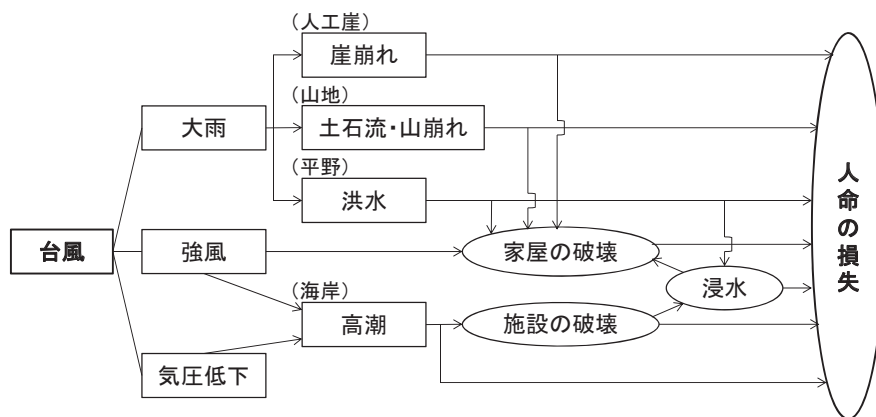 （人工崖）
崖崩れ
（山地）
大雨
土石流・山崩れ
（平野）
洪水
人命の損失
台風
強風
家屋の破壊
（海岸）
浸水
高潮
施設の破壊
気圧低下